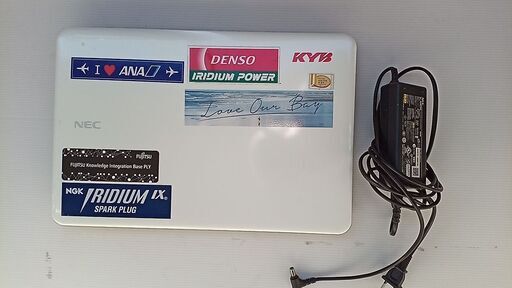 I ♥ ANA
DENSO
IRIDIUM POWER
KYB
Love Our Bay
NEC
FUJITSU
FUJITSU Knowledge Integration Base PLY
NGK IRIDIUM IX®
SPARK PLUG